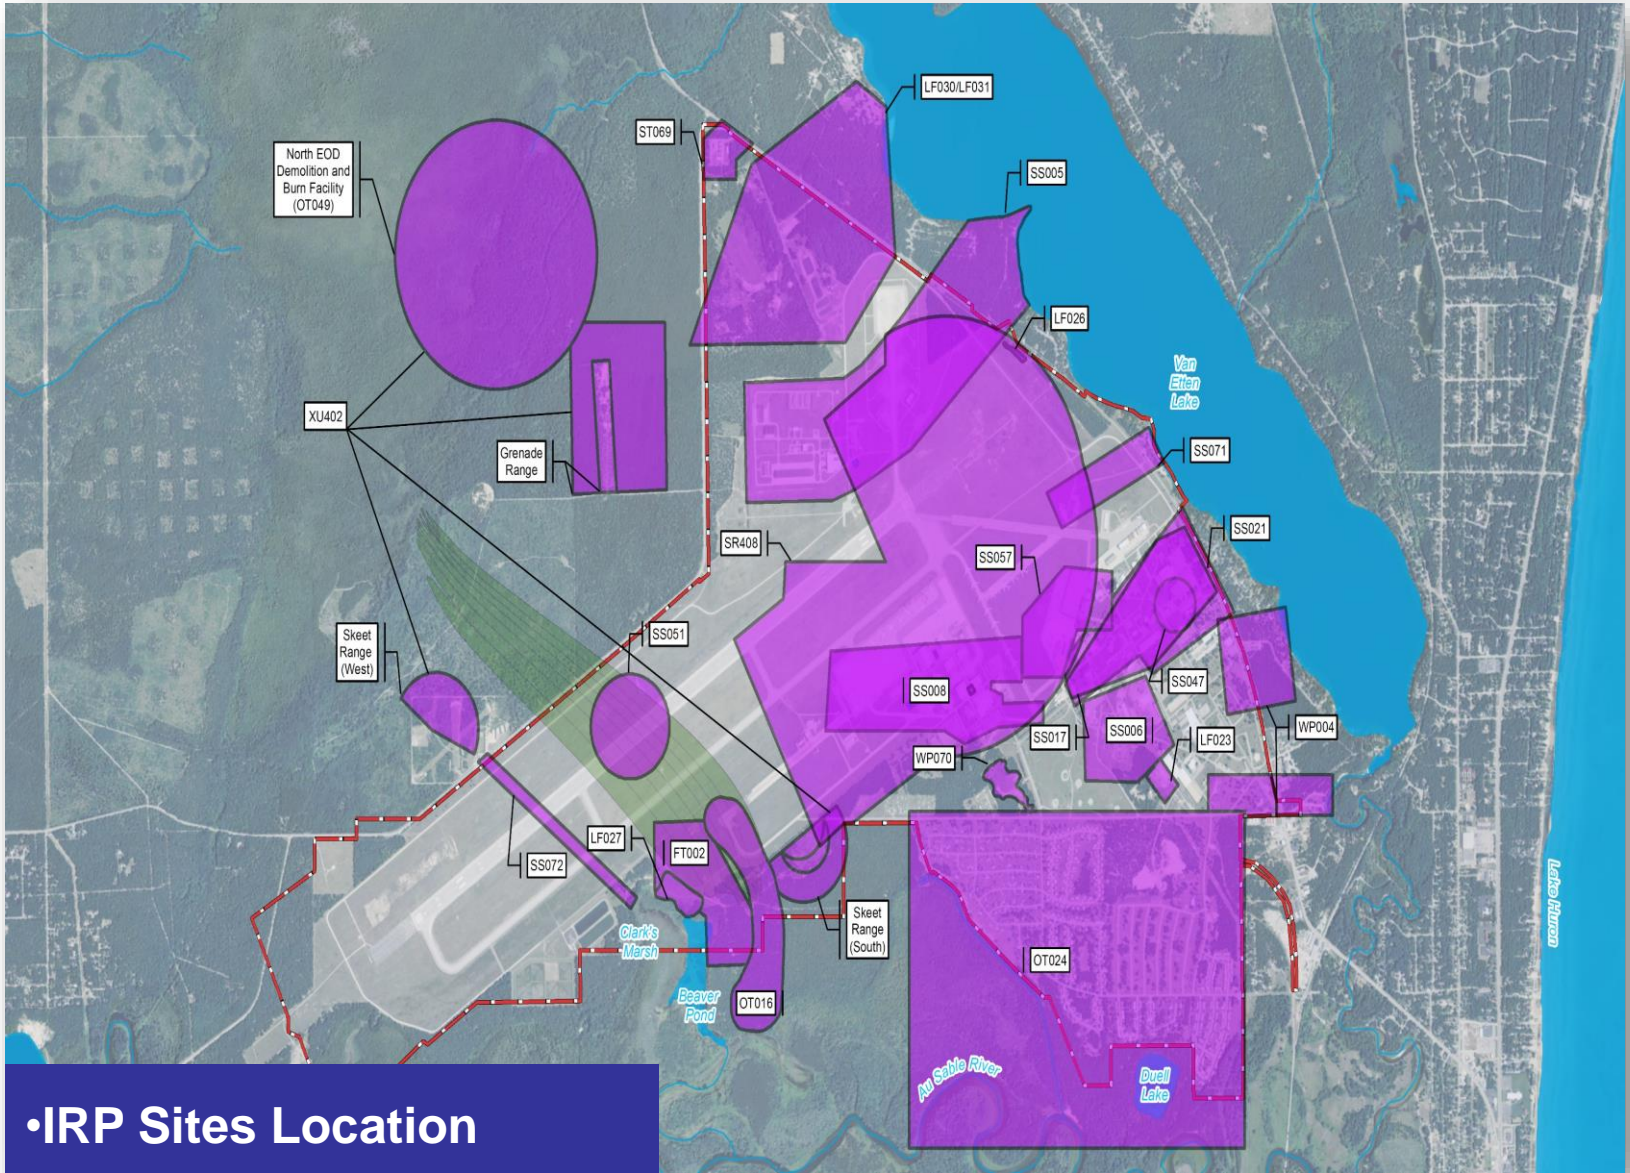 LF030/LF031
ST069
North EOD
Demolition and
Burn Facility
(OT049)
SS005
LF026
Van
Etten
Lake
XU402
Grenade
Range
SS071
SS021
SR408
SS057
Skeet
Range
(West)
SS051
SS008
SS047
SS017
SS006
WP004
LF023
WP070
LF027
FT002
SS072
Skeet
Range
(South)
Clark's
Marsh
Lake Huron
OT024
Beaver
Pond
OT016
Au Sable River
Duell
Lake
•IRP Sites Location